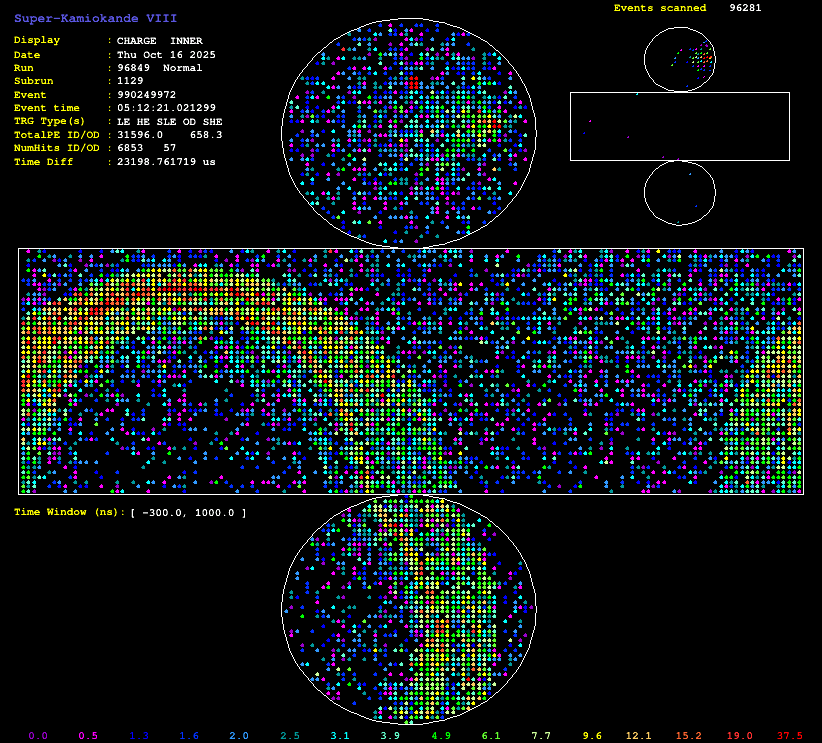 Super-Kamiokande VIII
Events scanned 96281
Display : CHARGE INNER
Date : Thu Oct 16 2025
Run : 96849 Normal
Subrun : 1129
Event : 990249972
Event time : 05:12:21.021299
TRG Type(s) : LE HE SLE OD SHE
TotalPE ID/OD : 31596.0 658.3
NumHits ID/OD : 6853 57
Time Diff : 23198.761719 us
Time Window (ns): [ -300.0, 1000.0 ]
0.0 0.5 1.3 1.6 2.0 2.5 3.1 3.9 4.9 6.1 7.7 9.6 12.1 15.2 19.0 37.5